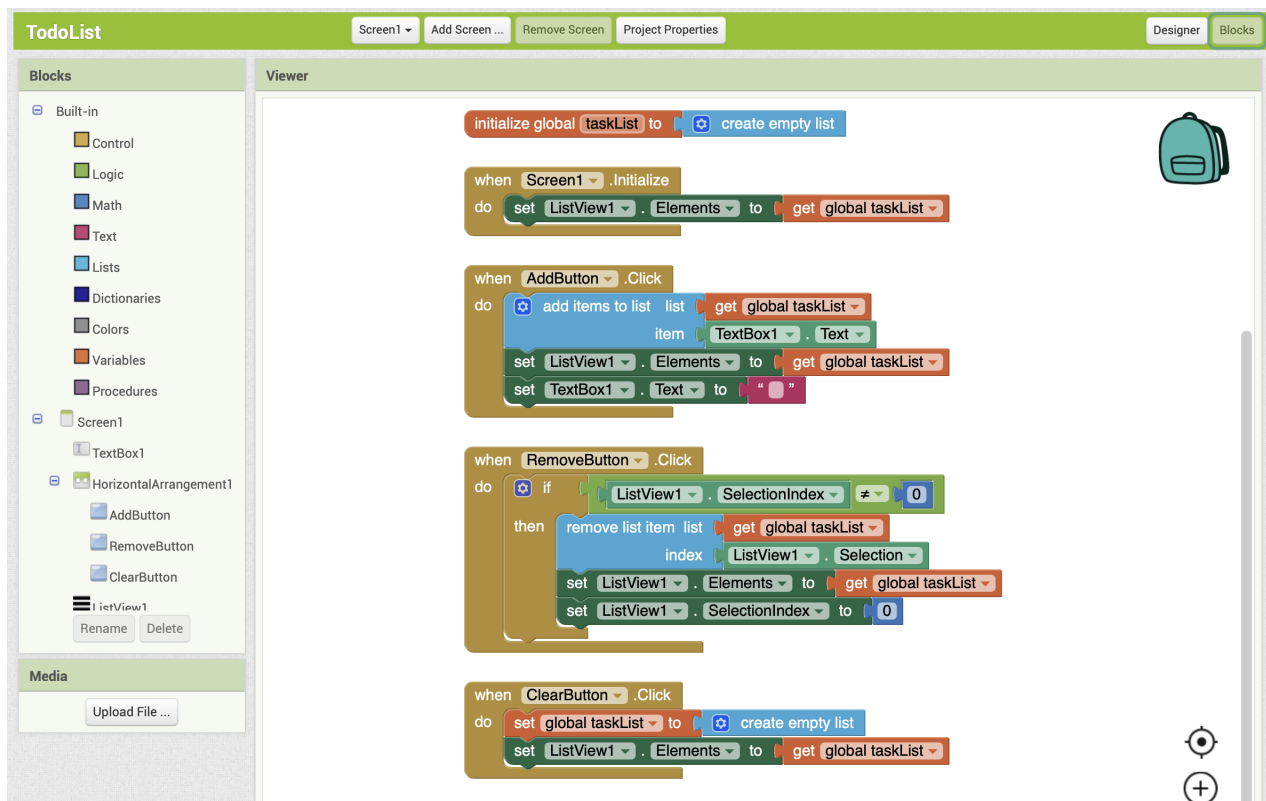 TodoList
Screen1
Add Screen ...
Remove Screen
Project Properties
Designer
Blocks
Blocks
Built-in
Control
Logic
Math
Text
Lists
Dictionaries
Colors
Variables
Procedures
Screen1
TextBox1
HorizontalArrangement1
AddButton
RemoveButton
ClearButton
ListView1
Rename
Delete
Media
Upload File ...
Viewer
initialize global taskList to create empty list
when Screen1 .Initialize
do set ListView1 . Elements to get global taskList
when AddButton .Click
do add items to list list get global taskList
item TextBox1 . Text
set ListView1 . Elements to get global taskList
set TextBox1 . Text to “ ”
when RemoveButton .Click
do if ListView1 . SelectionIndex ≠ 0
then remove list item list get global taskList
index ListView1 . Selection
set ListView1 . Elements to get global taskList
set ListView1 . SelectionIndex to 0
when ClearButton .Click
do set global taskList to create empty list
set ListView1 . Elements to get global taskList